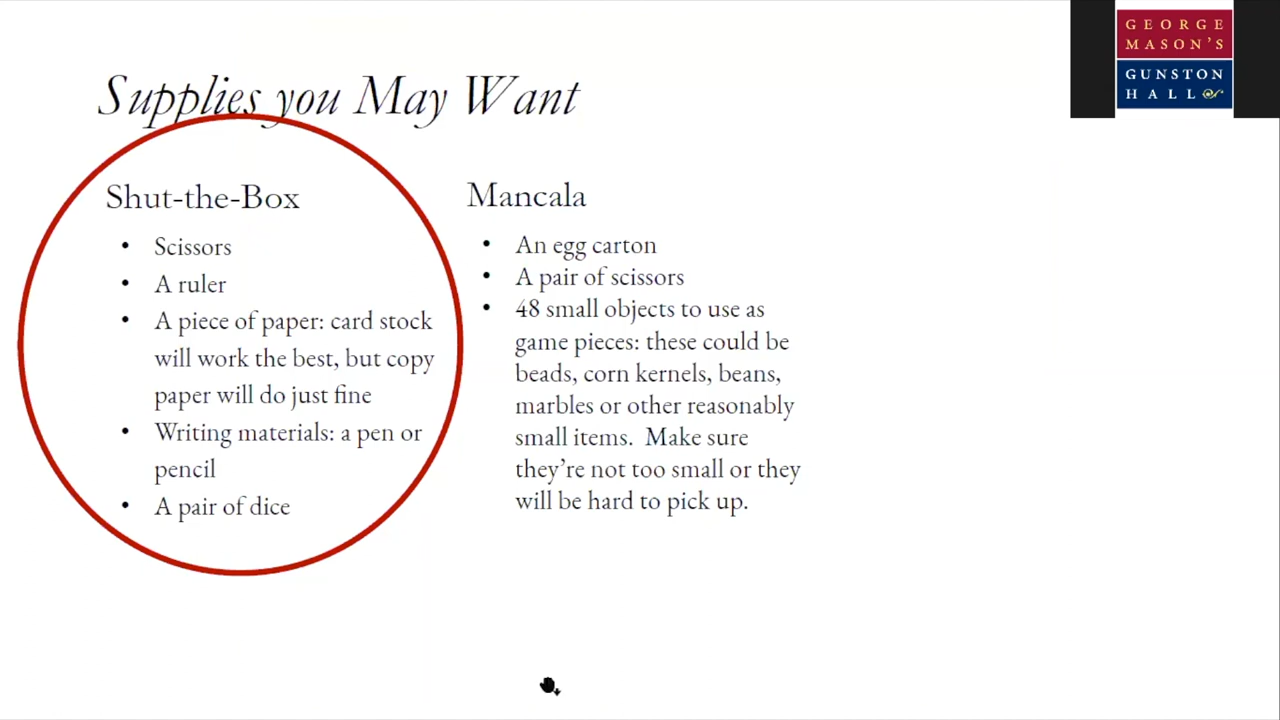 GEORGE
MASON'S
GUNSTON
HALL
Supplies you May Want
Shut-the-Box
• Scissors
• A ruler
• A piece of paper: card stock
will work the best, but copy
paper will do just fine
• Writing materials: a pen or
pencil
• A pair of dice
Mancala
• An egg carton
• A pair of scissors
• 48 small objects to use as
game pieces: these could be
beads, corn kernels, beans,
marbles or other reasonably
small items.  Make sure
they're not too small or they
will be hard to pick up.